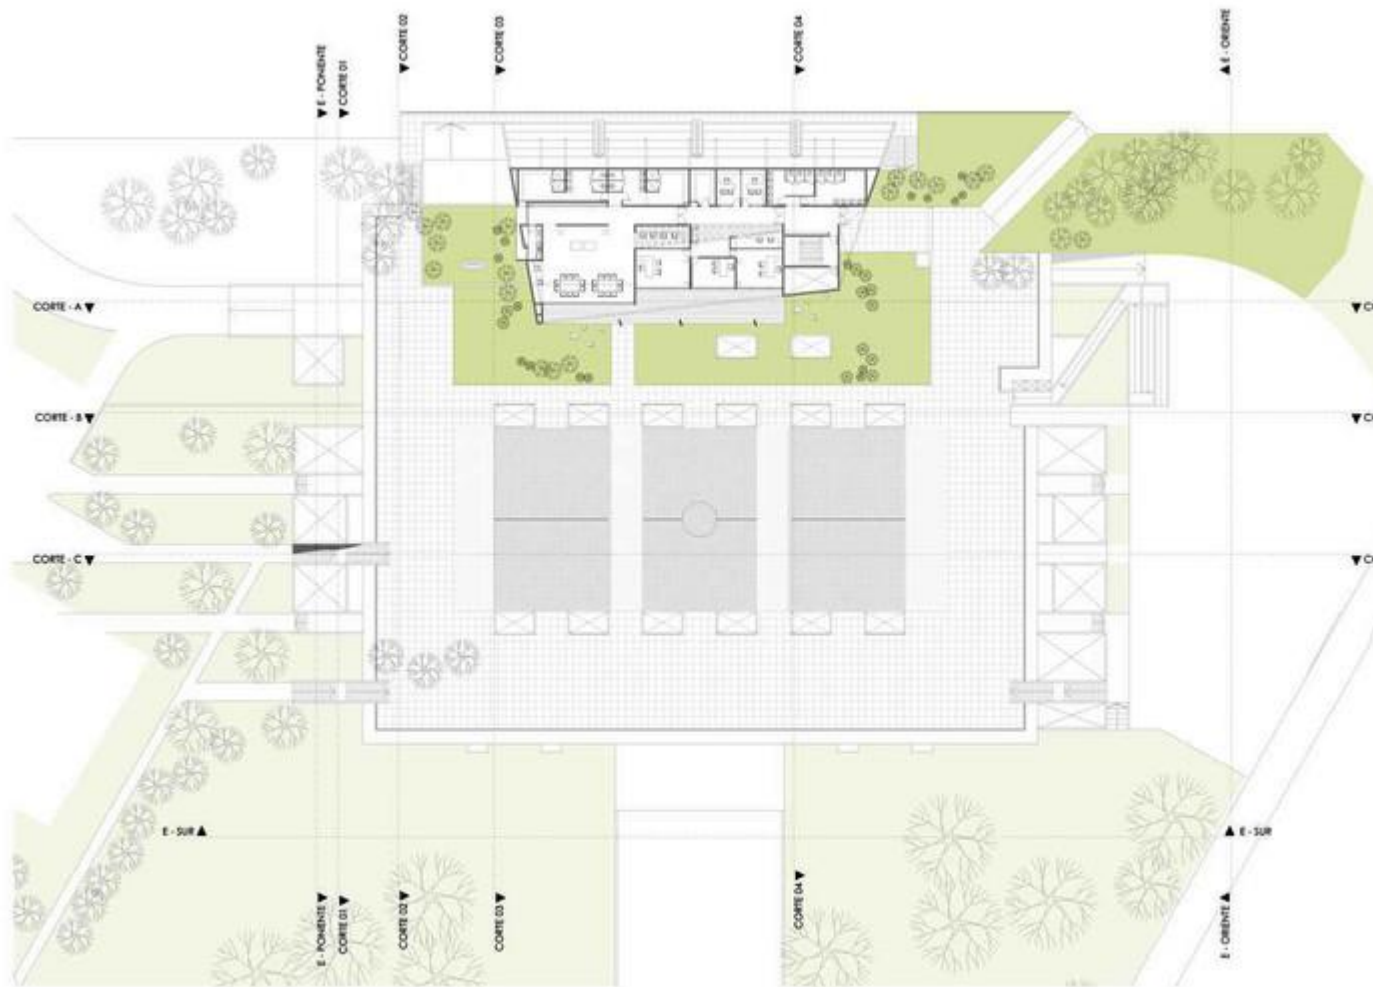 E - PONIENTE
CORTE 01
CORTE 02
CORTE 03
CORTE 04
E - ORIENTE
CORTE - A
CORTE - B
CORTE - C
E - SUR
E - SUR
E - PONIENTE
CORTE 01
CORTE 02
CORTE 03
CORTE 04
E - ORIENTE